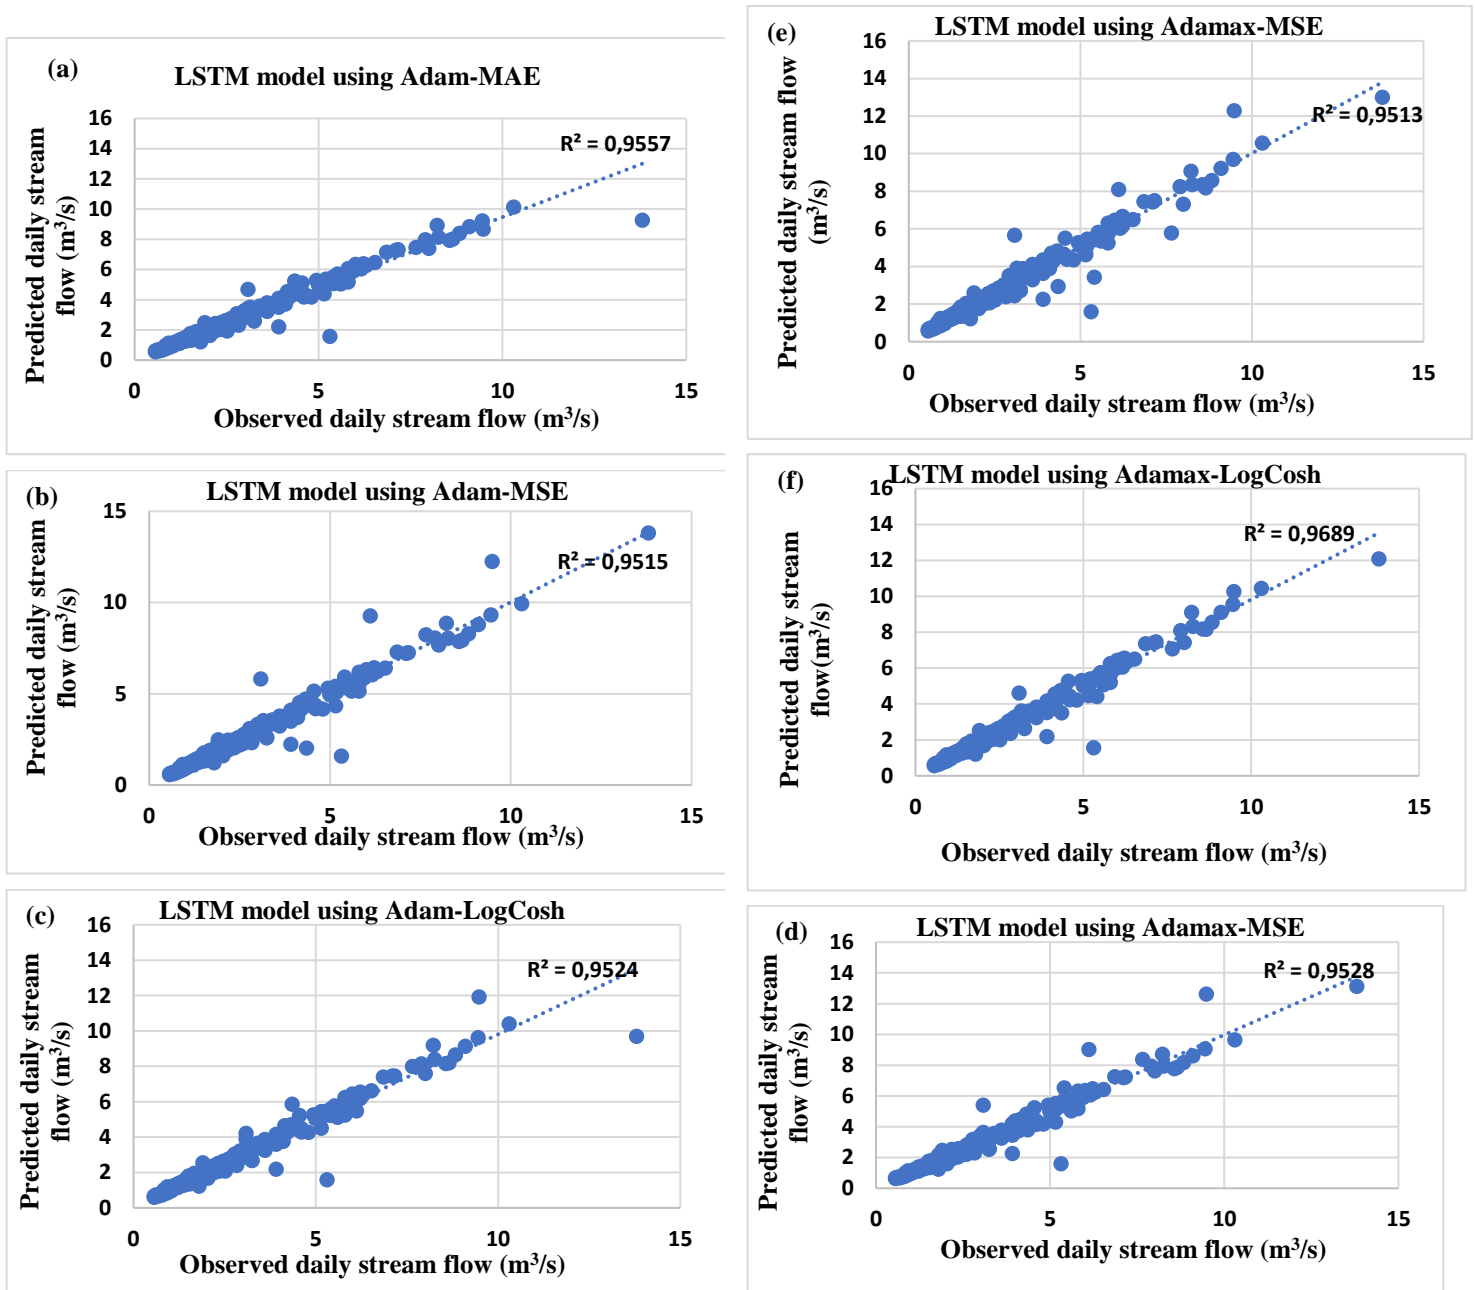 (a)
LSTM model using Adam-MAE
Predicted daily stream
flow (m³/s)
16
14
12
10
8
6
4
2
0
R² = 0,9557
0 5 10 15
Observed daily stream flow (m³/s)
(b)
LSTM model using Adam-MSE
Predicted daily stream
flow (m³/s)
15
10
5
0
R² = 0,9515
0 5 10 15
Observed daily stream flow (m³/s)
(c)
LSTM model using Adam-LogCosh
Predicted daily stream
flow (m³/s)
16
14
12
10
8
6
4
2
0
R² = 0,9524
0 5 10 15
Observed daily stream flow (m³/s)
(e)
LSTM model using Adamax-MSE
Predicted daily stream flow
(m³/s)
16
14
12
10
8
6
4
2
0
R² = 0,9513
0 5 10 15
Observed daily stream flow (m³/s)
(f)
LSTM model using Adamax-LogCosh
Predicted daily stream
flow(m³/s)
16
14
12
10
8
6
4
2
0
R² = 0,9689
0 5 10 15
Observed daily stream flow (m³/s)
(d)
LSTM model using Adamax-MSE
Predicted daily stream
flow (m³/s)
16
14
12
10
8
6
4
2
0
R² = 0,9528
0 5 10 15
Observed daily stream flow (m³/s)